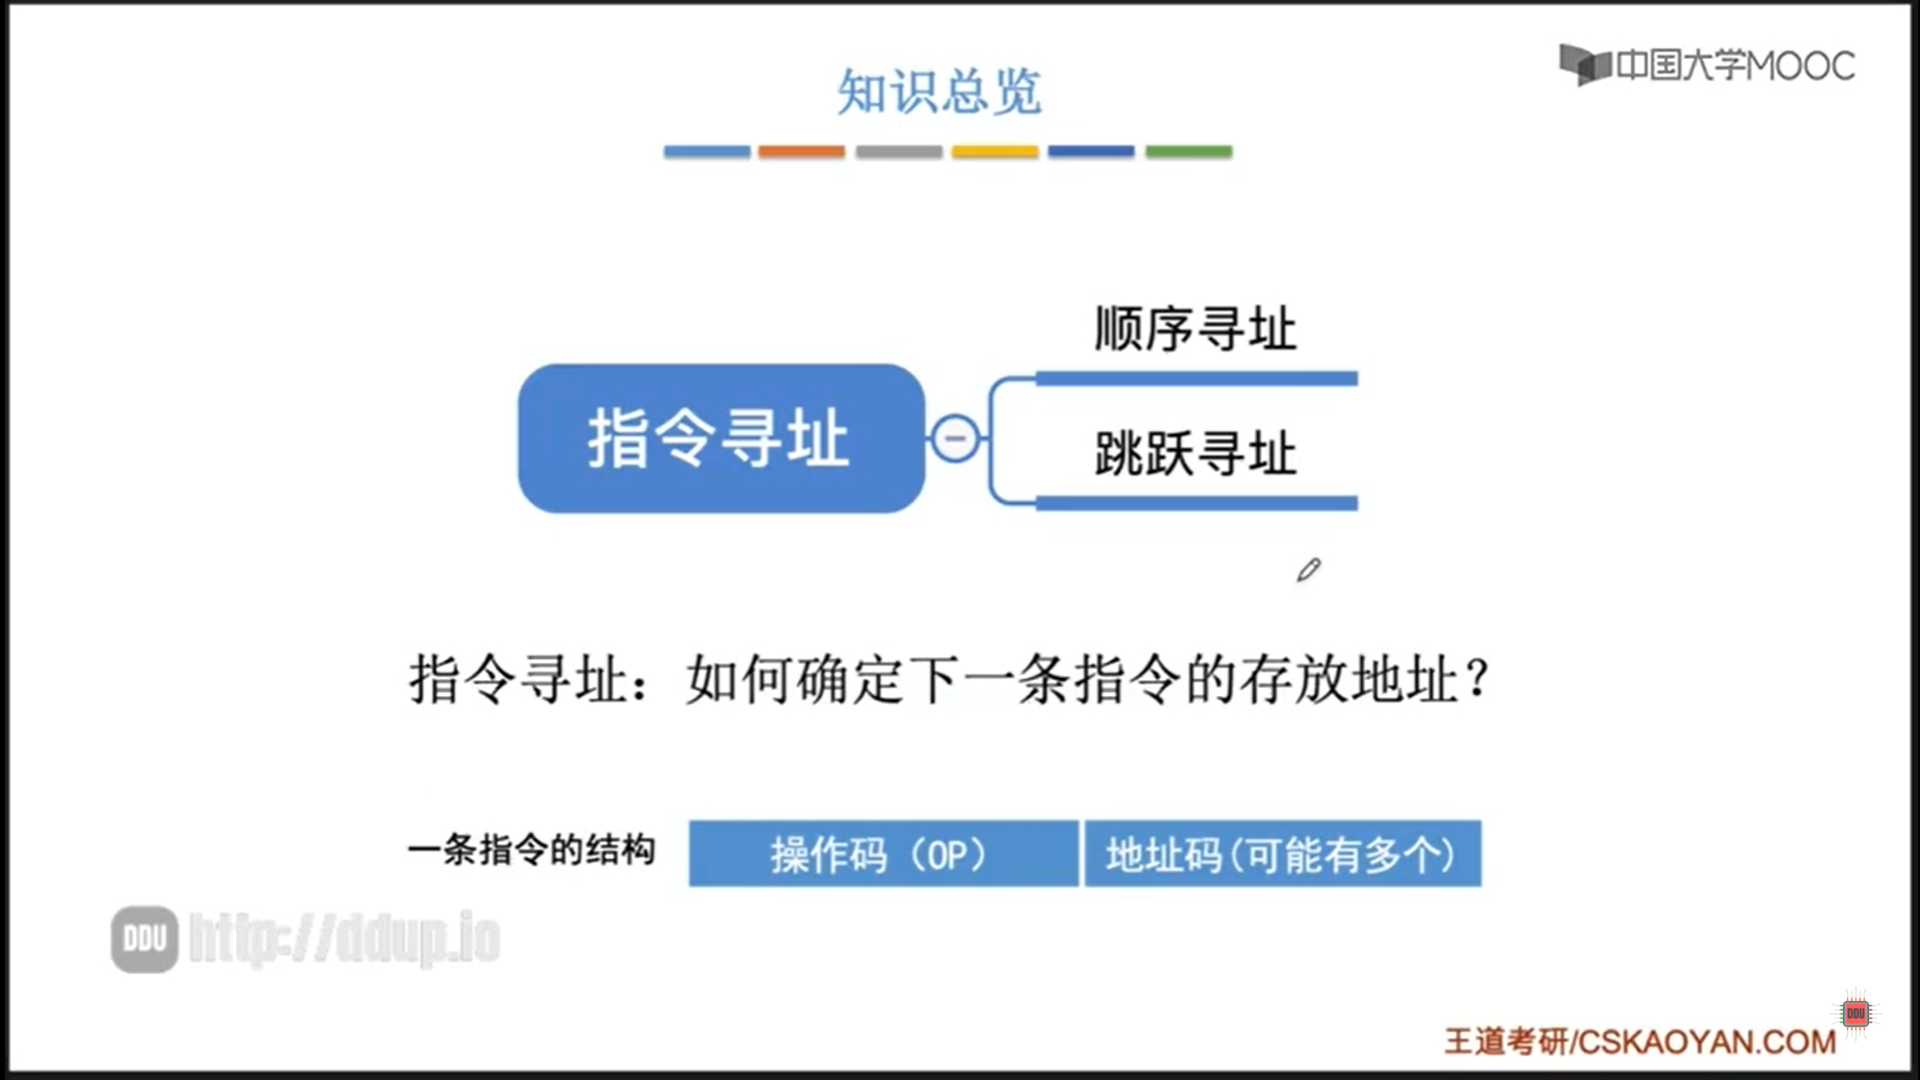 中国大学MOOC
知识总览
顺序寻址
指令寻址
跳跃寻址
指令寻址：如何确定下一条指令的存放地址？
一条指令的结构 操作码（OP） 地址码(可能有多个)
DDU http://ddup.io
DDU
王道考研/CSKAOYAN.COM